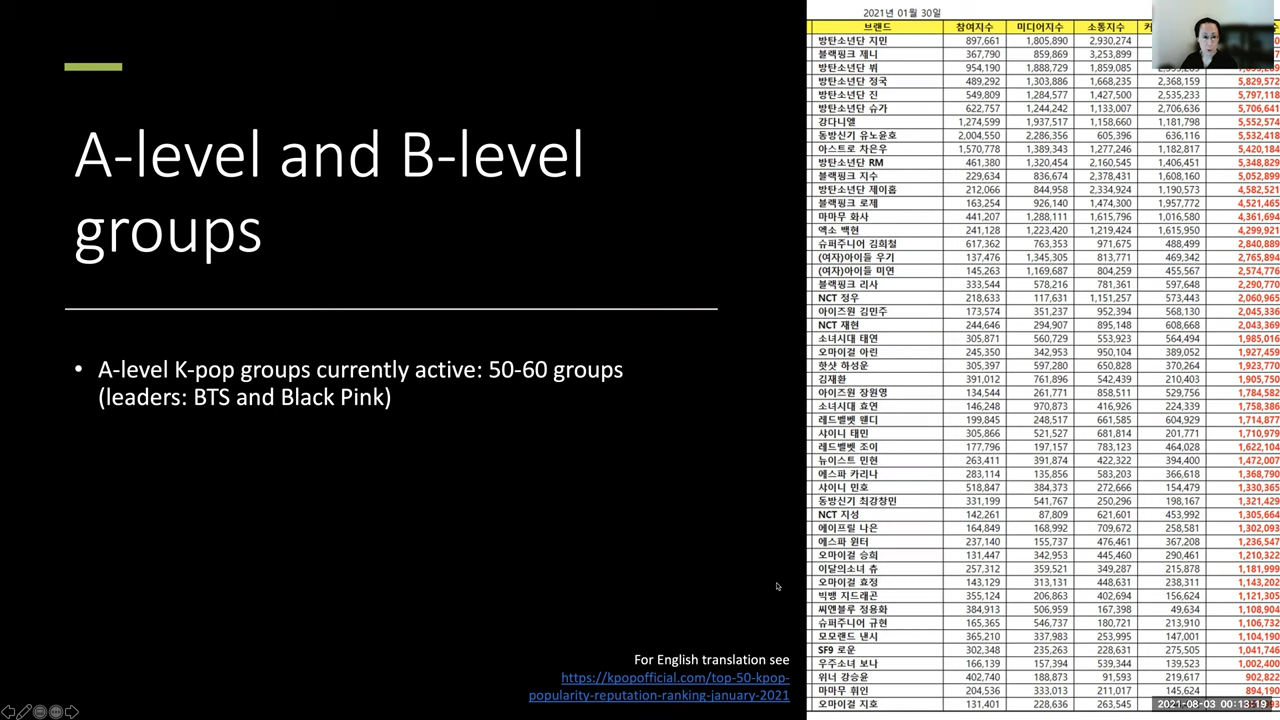 A-level and B-level
groups
• A-level K-pop groups currently active: 50-60 groups
(leaders: BTS and Black Pink)
For English translation see
https://kpopofficial.com/top-50-kpop-
popularity-reputation-ranking-january-2021
2021년 01월 30일
브랜드 참여지수 미디어지수 소통지수
방탄소년단 지민 897,661 1,805,890 2,930,274
블랙핑크 제니 367,790 859,869 3,253,899
방탄소년단 뷔 954,190 1,888,729 1,859,085
방탄소년단 정국 489,292 1,303,886 1,668,235 2,368,159 5,829,572
방탄소년단 진 549,809 1,284,577 1,427,500 2,535,233 5,797,118
방탄소년단 슈가 622,757 1,244,242 1,133,007 2,706,636 5,706,641
강다니엘 1,274,599 1,937,517 1,158,660 1,181,798 5,552,574
동방신기 유노윤호 2,004,550 2,286,356 605,396 636,116 5,532,418
아스트로 차은우 1,570,778 1,389,343 1,277,246 1,182,817 5,420,184
방탄소년단 RM 461,380 1,320,454 2,160,545 1,406,451 5,348,829
블랙핑크 지수 229,634 836,674 2,378,431 1,608,160 5,052,899
방탄소년단 제이홉 212,066 844,958 2,334,924 1,190,573 4,582,521
블랙핑크 로제 163,254 926,140 1,474,300 1,957,772 4,521,465
마마무 화사 441,207 1,288,111 1,615,796 1,016,580 4,361,694
엑소 백현 241,128 1,223,420 1,219,424 1,615,950 4,299,921
슈퍼주니어 김희철 617,362 763,353 971,675 488,499 2,840,889
(여자)아이들 우기 137,476 1,345,305 813,771 469,342 2,765,894
(여자)아이들 미연 145,263 1,169,687 804,259 455,567 2,574,776
블랙핑크 리사 333,544 578,216 781,361 597,648 2,290,770
NCT 정우 218,633 117,631 1,151,257 573,443 2,060,965
아이즈원 김민주 173,574 351,237 952,394 568,130 2,045,336
NCT 재현 244,646 294,907 895,148 608,668 2,043,369
소녀시대 태연 305,871 560,729 553,923 564,494 1,985,016
오마이걸 아린 245,350 342,953 950,104 389,052 1,927,459
핫샷 하성운 305,397 597,280 650,828 370,264 1,923,770
김재환 391,012 761,896 542,439 210,403 1,905,750
아이즈원 장원영 134,544 261,771 858,511 529,756 1,784,582
소녀시대 효연 146,248 970,873 416,926 224,339 1,758,386
레드벨벳 웬디 199,845 248,517 661,585 604,929 1,714,877
샤이니 태민 305,866 521,527 681,814 201,771 1,710,979
레드벨벳 조이 177,796 197,157 783,123 464,028 1,622,104
뉴이스트 민현 263,411 391,874 422,322 394,400 1,472,007
에스파 카리나 283,114 135,856 583,203 366,618 1,368,790
샤이니 민호 518,847 384,373 272,666 154,479 1,330,365
동방신기 최강창민 331,199 541,767 250,296 198,167 1,321,429
NCT 지성 142,261 87,809 621,601 453,992 1,305,664
에이프릴 나은 164,849 168,992 709,672 258,581 1,302,093
에스파 윈터 237,140 155,737 476,461 367,208 1,236,547
오마이걸 승희 131,447 342,953 445,460 290,461 1,210,322
이달의소녀 츄 257,312 359,521 349,287 215,878 1,181,999
오마이걸 효정 143,129 313,131 448,631 238,311 1,143,202
빅뱅 지드래곤 355,124 206,863 402,694 156,624 1,121,305
씨엔블루 정용화 384,913 506,959 167,398 49,634 1,108,904
슈퍼주니어 규현 165,365 546,737 180,721 213,910 1,106,732
모모랜드 낸시 365,210 337,983 253,995 147,001 1,104,190
SF9 로운 302,348 235,263 228,631 275,505 1,041,746
우주소녀 보나 166,139 157,394 539,344 139,523 1,002,400
위너 강승윤 402,740 188,873 91,593 219,617 902,822
마마무 휘인 204,536 333,013 211,017 145,624 894,190
오마이걸 지호 131,401 228,636 263,545
2021-08-03 00:13:19